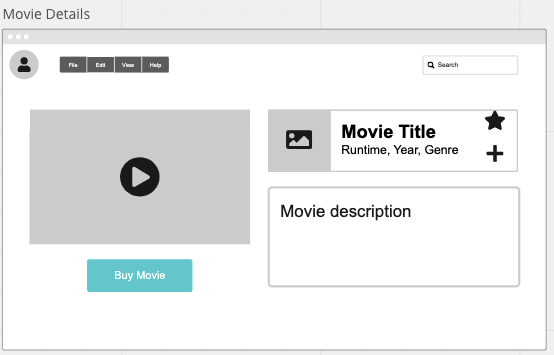 Movie Details
File Edit View Help
Search
Movie Title
Runtime, Year, Genre
Movie description
Buy Movie